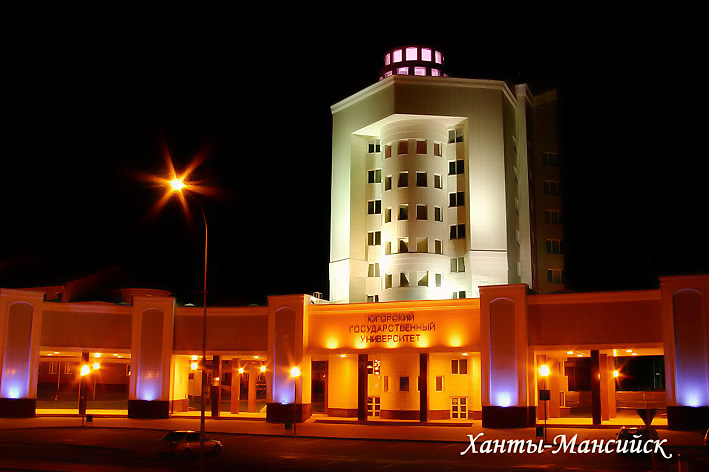 ЮГОРСКИЙ
ГОСУДАРСТВЕННЫЙ
УНИВЕРСИТЕТ
Ханты-Мансийск